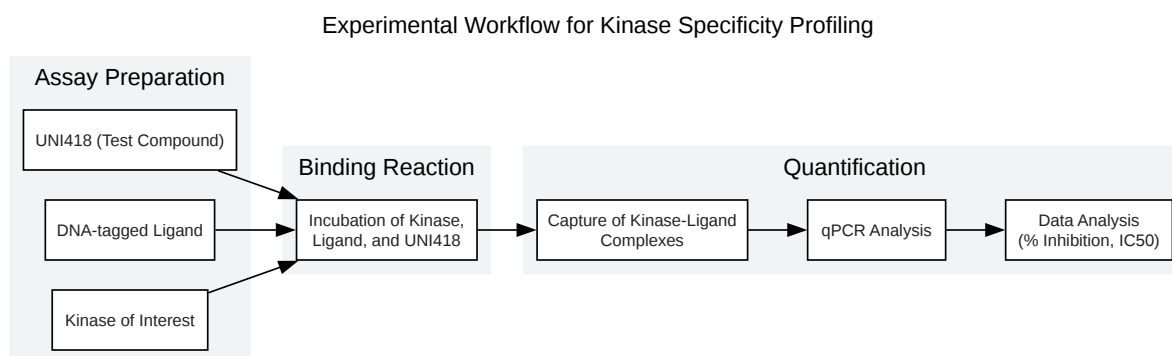 Experimental Workflow for Kinase Specificity Profiling
Assay Preparation
UNI418 (Test Compound)
DNA-tagged Ligand
Kinase of Interest
Binding Reaction
Incubation of Kinase,
Ligand, and UNI418
Quantification
Capture of Kinase-Ligand
Complexes
qPCR Analysis
Data Analysis
(% Inhibition, IC50)